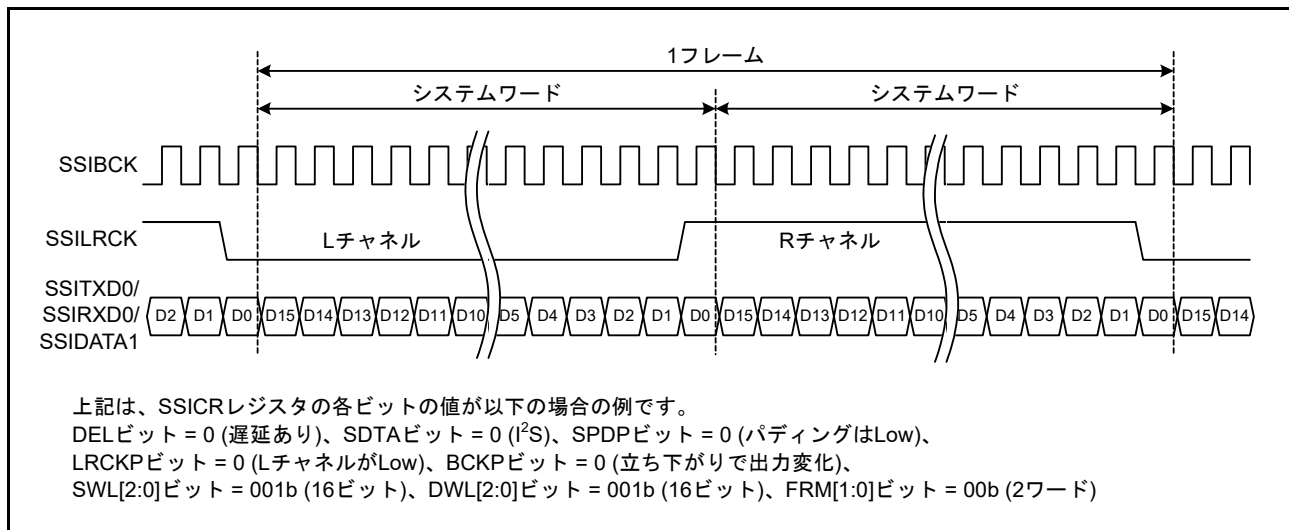 1フレーム
システムワード システムワード
SSIBCK
SSILRCK Lチャネル Rチャネル
SSITXD0/
SSIRXD0/
SSIDATA1
D2 D1 D0 D15 D14 D13 D12 D11 D10 D5 D4 D3 D2 D1 D0 D15 D14 D13 D12 D11 D10 D5 D4 D3 D2 D1 D0 D15 D14
上記は、SSICRレジスタの各ビットの値が以下の場合の例です。
DELビット = 0 (遅延あり)、SDTAビット = 0 (I²S)、SPDPビット = 0 (パディングはLow)、
LRCKPビット = 0 (LチャネルがLow)、BCKPビット = 0 (立ち下がりで出力変化)、
SWL[2:0]ビット = 001b (16ビット)、DWL[2:0]ビット = 001b (16ビット)、FRM[1:0]ビット = 00b (2ワード)